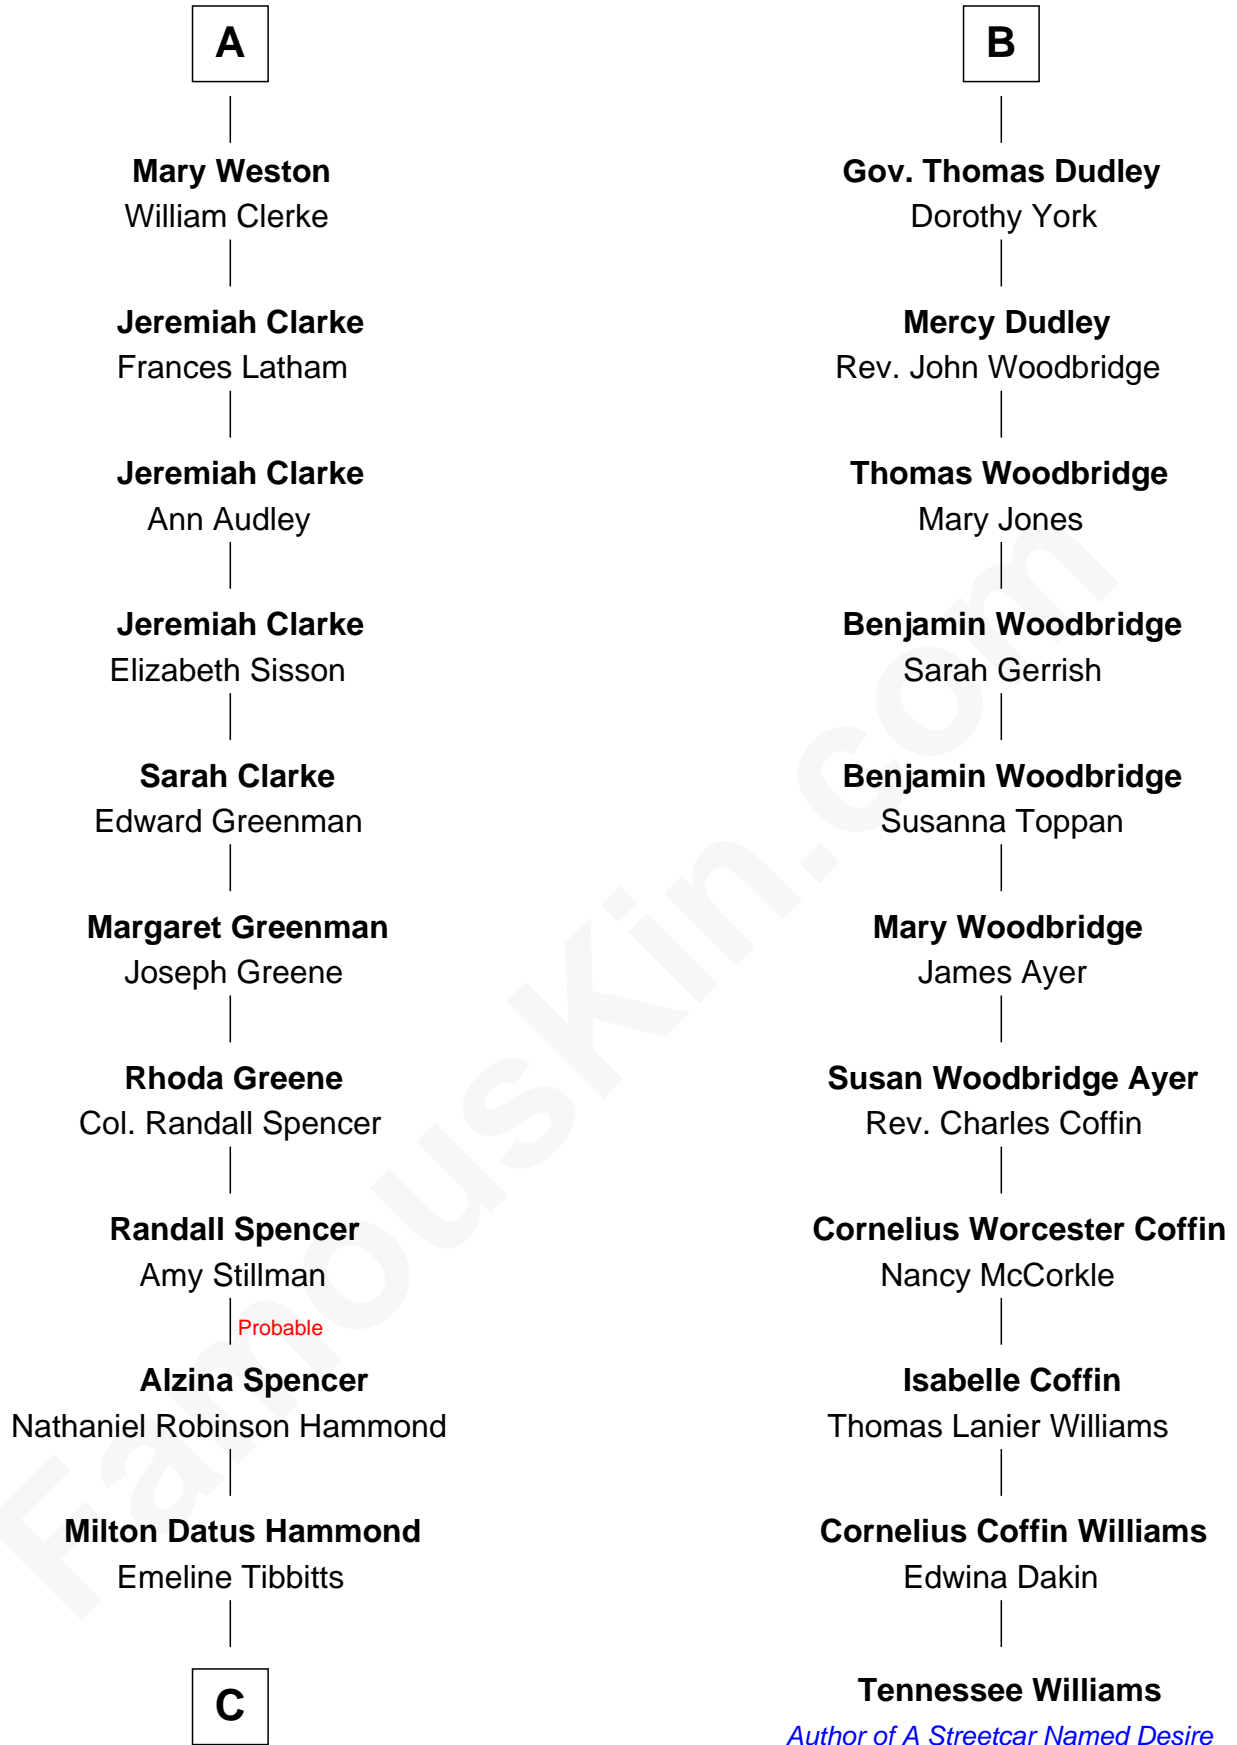 A
Mary Weston
William Clerke
Jeremiah Clarke
Frances Latham
Jeremiah Clarke
Ann Audley
Jeremiah Clarke
Elizabeth Sisson
Sarah Clarke
Edward Greenman
Margaret Greenman
Joseph Greene
Rhoda Greene
Col. Randall Spencer
Randall Spencer
Amy Stillman
Probable
Alzina Spencer
Nathaniel Robinson Hammond
Milton Datus Hammond
Emeline Tibbitts
C
B
Gov. Thomas Dudley
Dorothy York
Mercy Dudley
Rev. John Woodbridge
Thomas Woodbridge
Mary Jones
Benjamin Woodbridge
Sarah Gerrish
Benjamin Woodbridge
Susanna Toppan
Mary Woodbridge
James Ayer
Susan Woodbridge Ayer
Rev. Charles Coffin
Cornelius Worcester Coffin
Nancy McCorkle
Isabelle Coffin
Thomas Lanier Williams
Cornelius Coffin Williams
Edwina Dakin
Tennessee Williams
Author of A Streetcar Named Desire
FamousKin.com